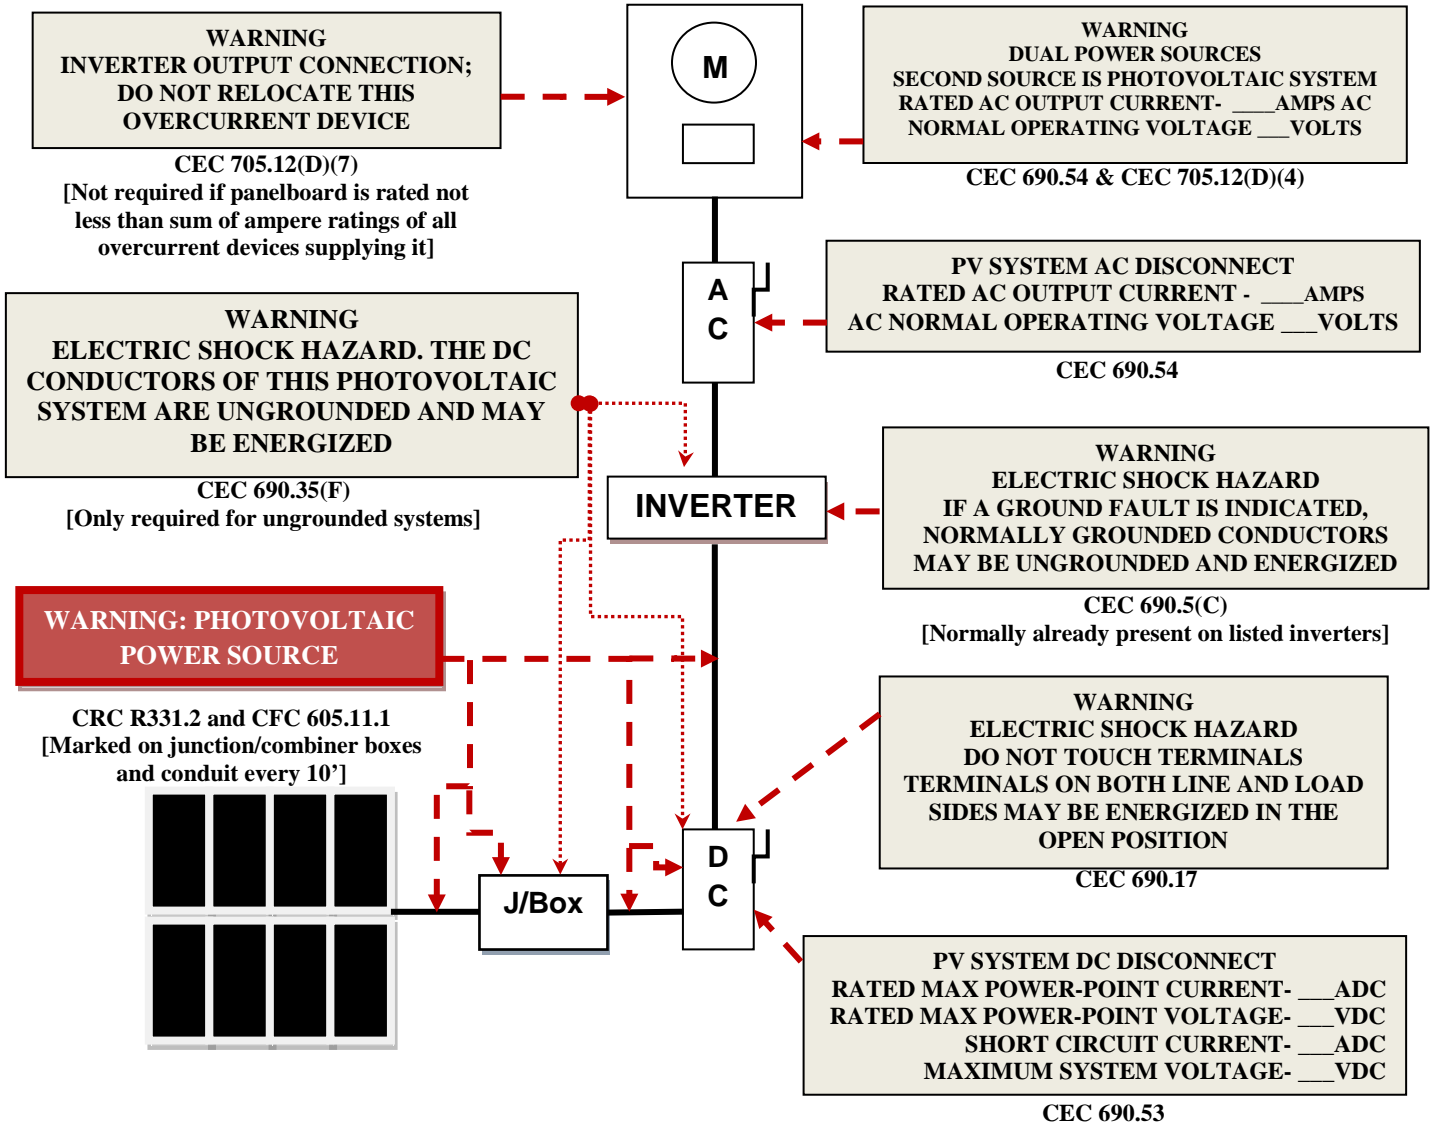 WARNING
INVERTER OUTPUT CONNECTION;
DO NOT RELOCATE THIS
OVERCURRENT DEVICE
CEC 705.12(D)(7)
[Not required if panelboard is rated not
less than sum of ampere ratings of all
overcurrent devices supplying it]
M
WARNING
DUAL POWER SOURCES
SECOND SOURCE IS PHOTOVOLTAIC SYSTEM
RATED AC OUTPUT CURRENT- ____AMPS AC
NORMAL OPERATING VOLTAGE ___VOLTS
CEC 690.54 & CEC 705.12(D)(4)
A
C
PV SYSTEM AC DISCONNECT
RATED AC OUTPUT CURRENT - ____AMPS
AC NORMAL OPERATING VOLTAGE ___VOLTS
CEC 690.54
WARNING
ELECTRIC SHOCK HAZARD. THE DC
CONDUCTORS OF THIS PHOTOVOLTAIC
SYSTEM ARE UNGROUNDED AND MAY
BE ENERGIZED
CEC 690.35(F)
[Only required for ungrounded systems]
INVERTER
WARNING
ELECTRIC SHOCK HAZARD
IF A GROUND FAULT IS INDICATED,
NORMALLY GROUNDED CONDUCTORS
MAY BE UNGROUNDED AND ENERGIZED
CEC 690.5(C)
[Normally already present on listed inverters]
WARNING: PHOTOVOLTAIC
POWER SOURCE
CRC R331.2 and CFC 605.11.1
[Marked on junction/combiner boxes
and conduit every 10’]
WARNING
ELECTRIC SHOCK HAZARD
DO NOT TOUCH TERMINALS
TERMINALS ON BOTH LINE AND LOAD
SIDES MAY BE ENERGIZED IN THE
OPEN POSITION
CEC 690.17
J/Box
D
C
PV SYSTEM DC DISCONNECT
RATED MAX POWER-POINT CURRENT- ___ADC
RATED MAX POWER-POINT VOLTAGE- ___VDC
SHORT CIRCUIT CURRENT- ___ADC
MAXIMUM SYSTEM VOLTAGE- ___VDC
CEC 690.53